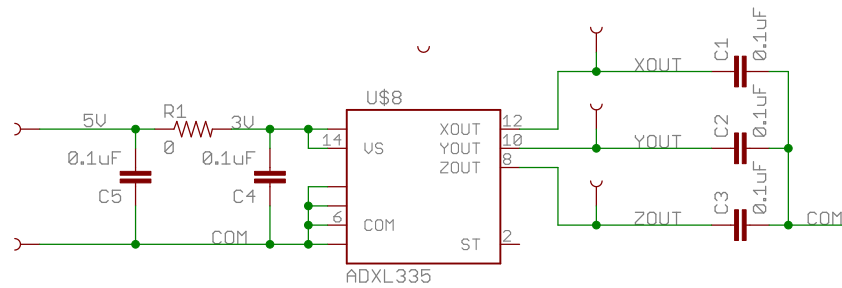 U$8
5V
R1
0
3V
0.1uF
C5
0.1uF
C4
COM
14
VS
6
COM
XOUT
12
YOUT
10
ZOUT
8
ST
2
ADXL335
XOUT
C1
0.1uF
YOUT
C2
0.1uF
ZOUT
C3
0.1uF
COM